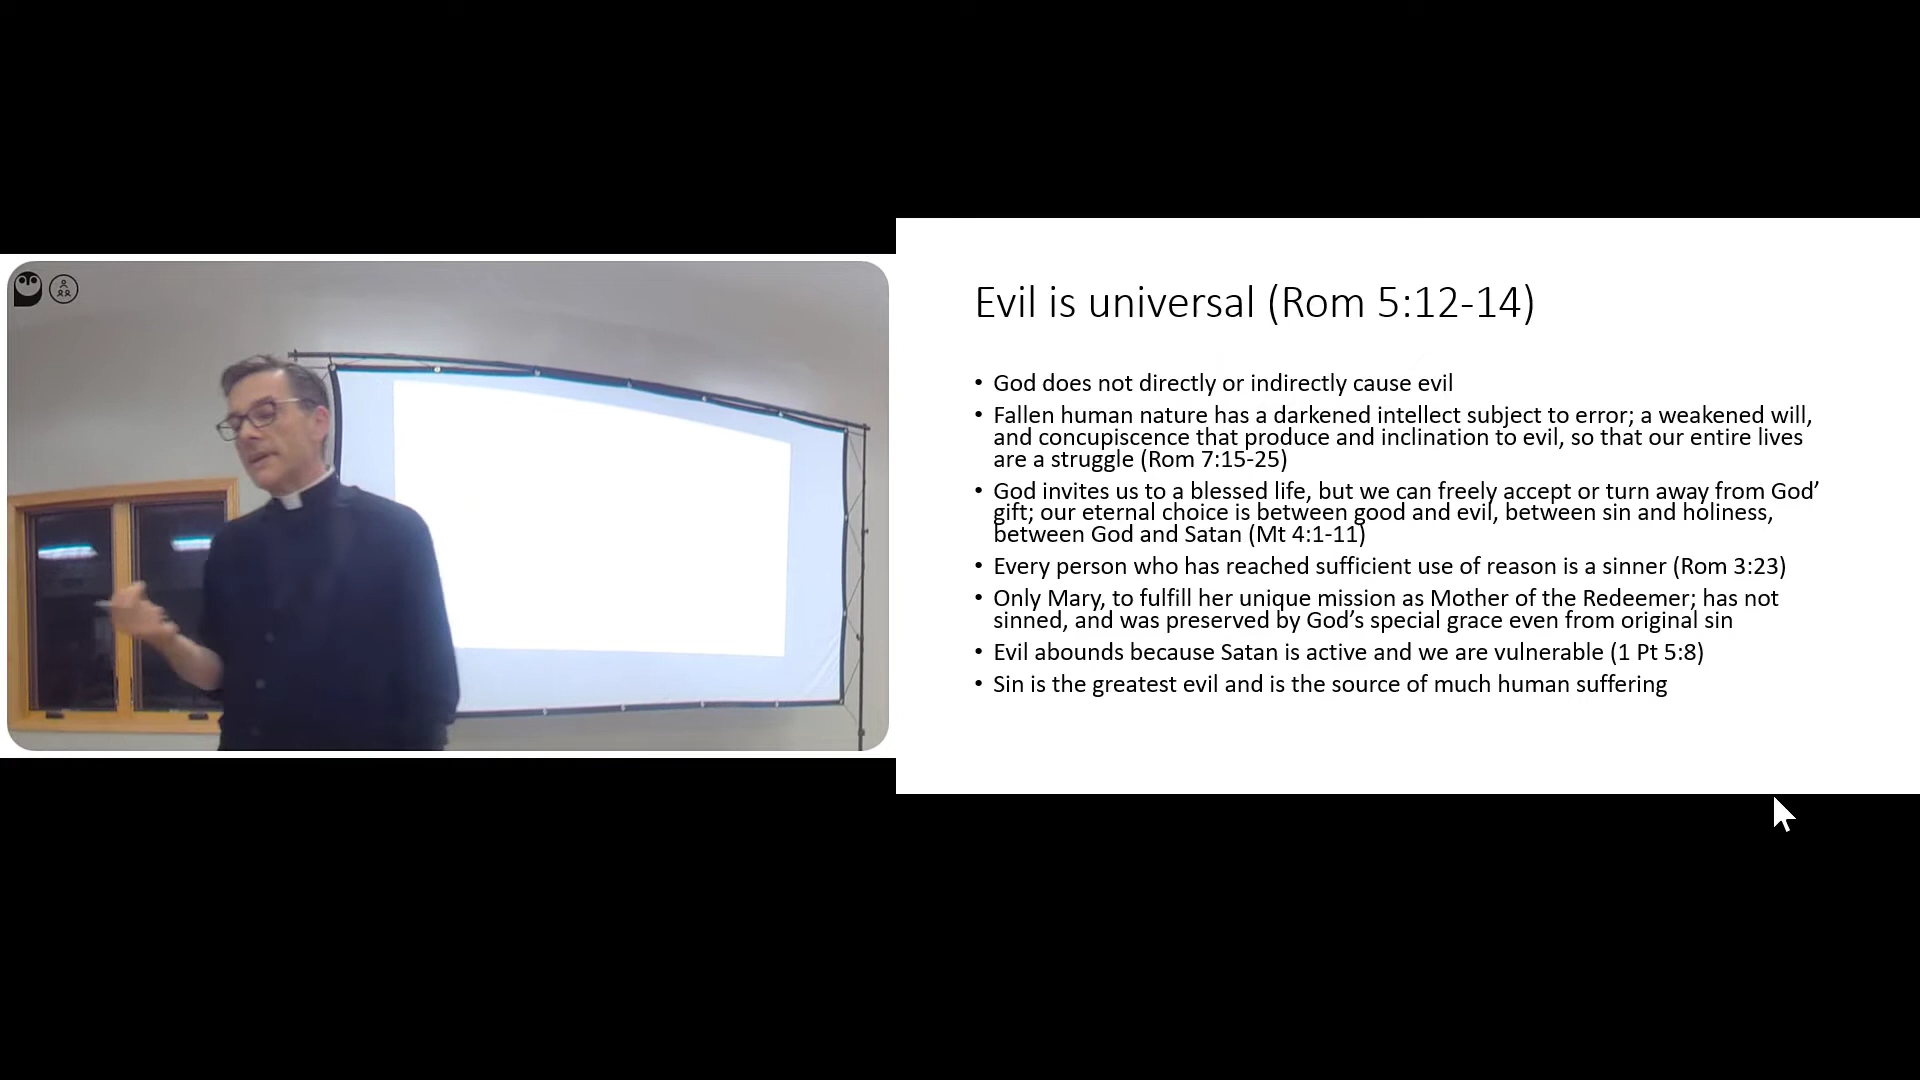 Evil is universal (Rom 5:12-14)
• God does not directly or indirectly cause evil
• Fallen human nature has a darkened intellect subject to error; a weakened will,
and concupiscence that produce and inclination to evil, so that our entire lives
are a struggle (Rom 7:15-25)
• God invites us to a blessed life, but we can freely accept or turn away from God’
gift; our eternal choice is between good and evil, between sin and holiness,
between God and Satan (Mt 4:1-11)
• Every person who has reached sufficient use of reason is a sinner (Rom 3:23)
• Only Mary, to fulfill her unique mission as Mother of the Redeemer; has not
sinned, and was preserved by God’s special grace even from original sin
• Evil abounds because Satan is active and we are vulnerable (1 Pt 5:8)
• Sin is the greatest evil and is the source of much human suffering